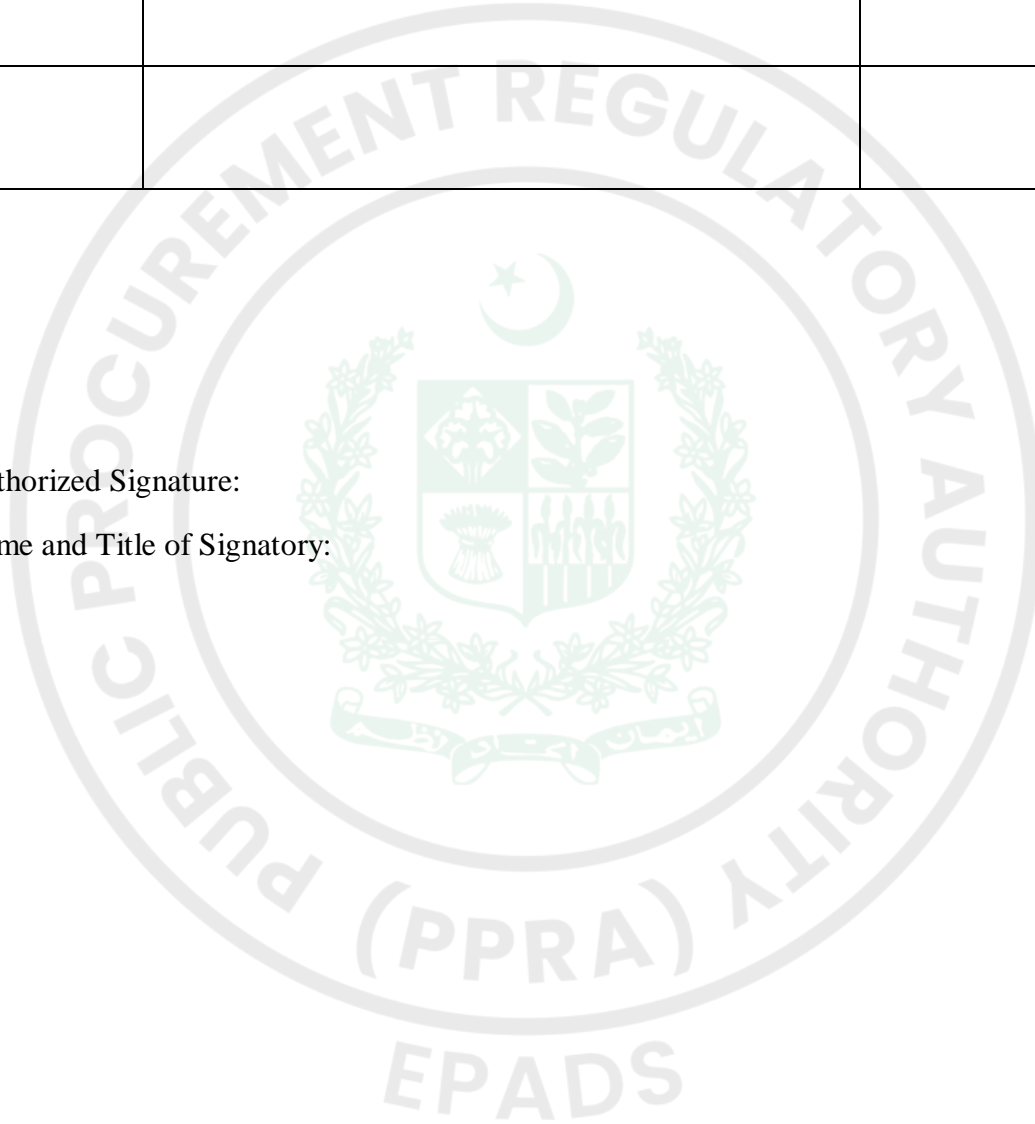 PUBLIC PROCUREMENT REGULATORY AUTHORITY
thorized Signature:
me and Title of Signatory:
(PPRA)
EPADS